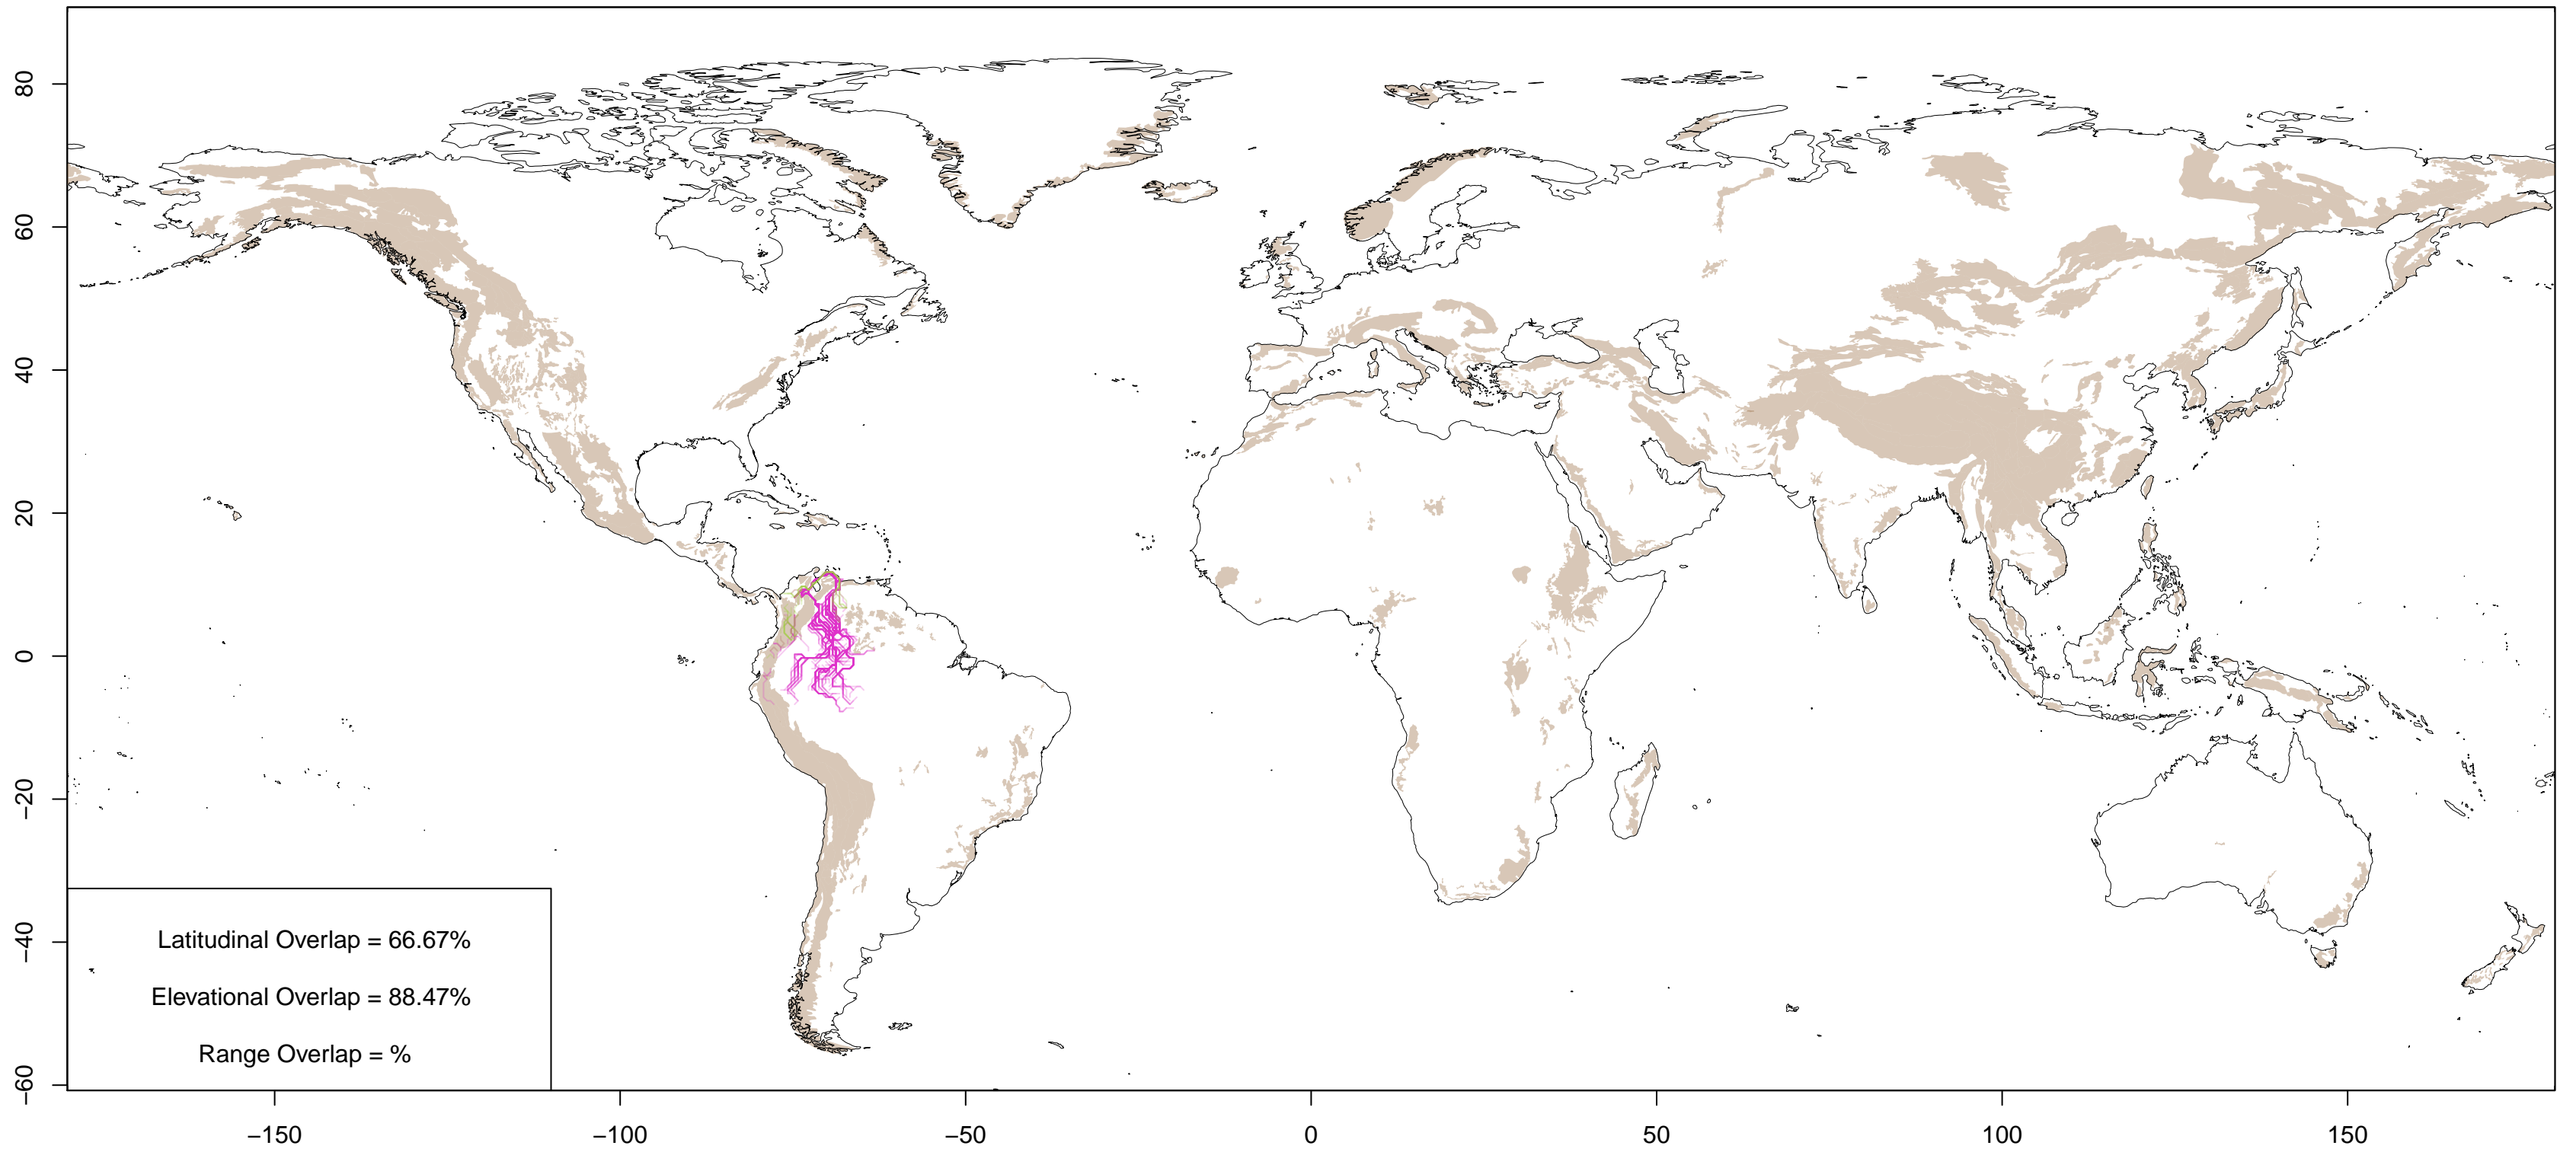 80
60
40
20
0
−20
−40
−60
Latitudinal Overlap = 66.67%
Elevational Overlap = 88.47%
Range Overlap = %
−150 −100 −50 0 50 100 150